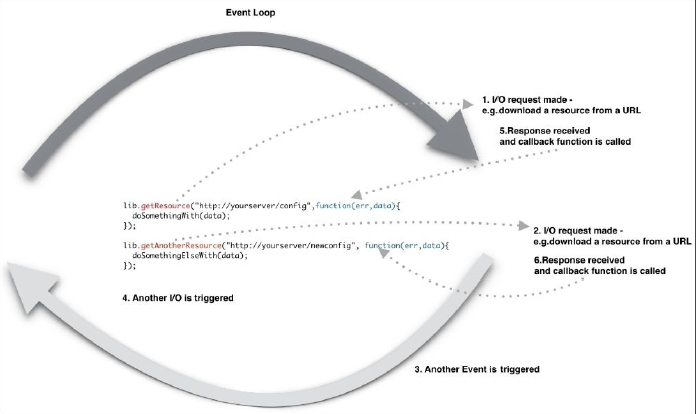 Event Loop
1. I/O request made -
e.g.download a resource from a URL
5.Response received
and callback function is called
lib.getResource("http://yourserver/config",function(err,data){
doSomethingWith(data);
});
lib.getAnotherResource("http://yourserver/newconfig", function(err,data){
doSomethingElseWith(data);
});
2. I/O request made -
e.g.download a resource from a URL
6.Response received
and callback function is called
4. Another I/O is triggered
3. Another Event is triggered